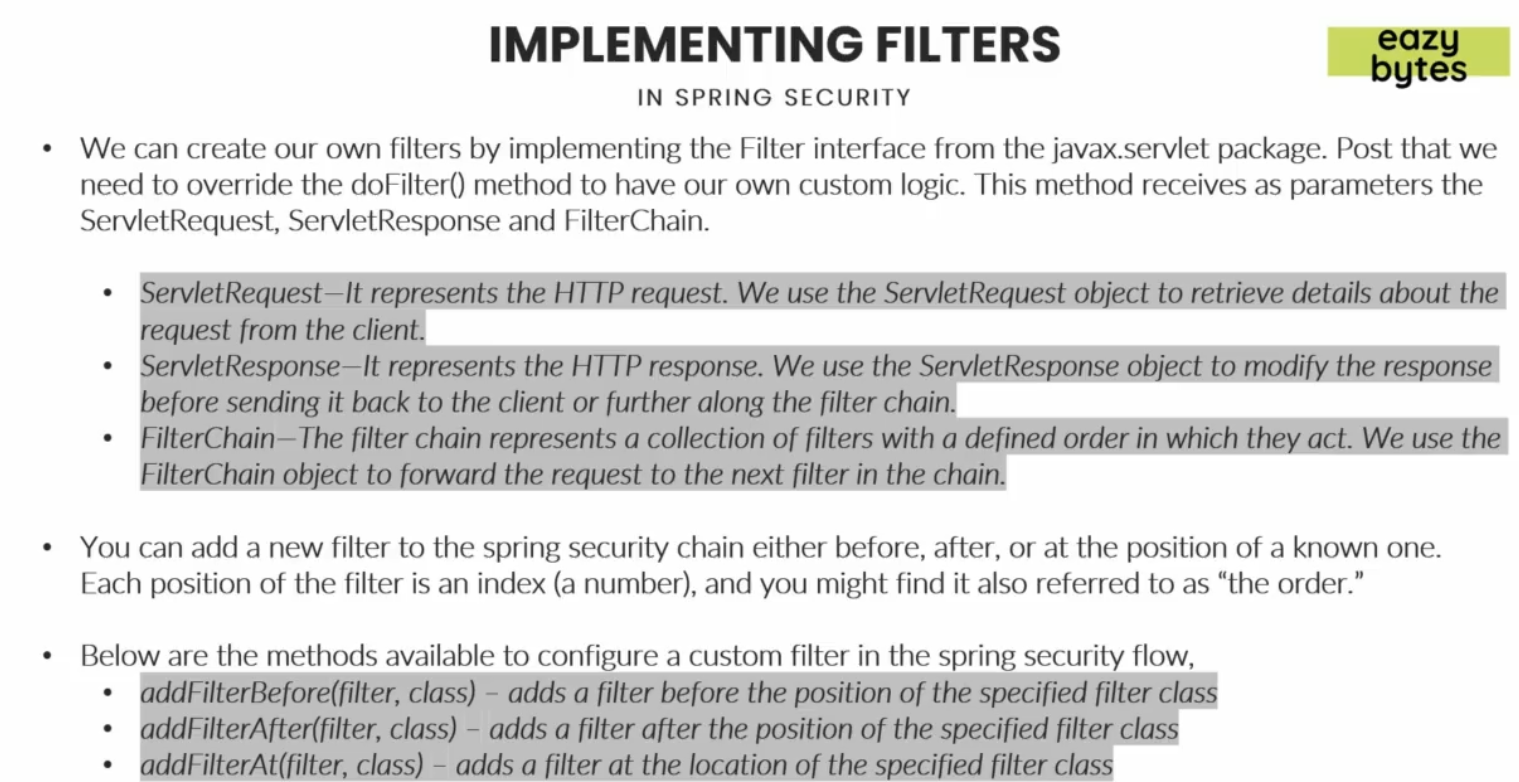 IMPLEMENTING FILTERS
eazy
bytes
IN SPRING SECURITY
• We can create our own filters by implementing the Filter interface from the javax.servlet package. Post that we
need to override the doFilter() method to have our own custom logic. This method receives as parameters the
ServletRequest, ServletResponse and FilterChain.
• ServletRequest—It represents the HTTP request. We use the ServletRequest object to retrieve details about the
request from the client.
• ServletResponse—It represents the HTTP response. We use the ServletResponse object to modify the response
before sending it back to the client or further along the filter chain.
• FilterChain—The filter chain represents a collection of filters with a defined order in which they act. We use the
FilterChain object to forward the request to the next filter in the chain.
• You can add a new filter to the spring security chain either before, after, or at the position of a known one.
Each position of the filter is an index (a number), and you might find it also referred to as “the order.”
• Below are the methods available to configure a custom filter in the spring security flow,
• addFilterBefore(filter, class) – adds a filter before the position of the specified filter class
• addFilterAfter(filter, class) – adds a filter after the position of the specified filter class
• addFilterAt(filter, class) – adds a filter at the location of the specified filter class